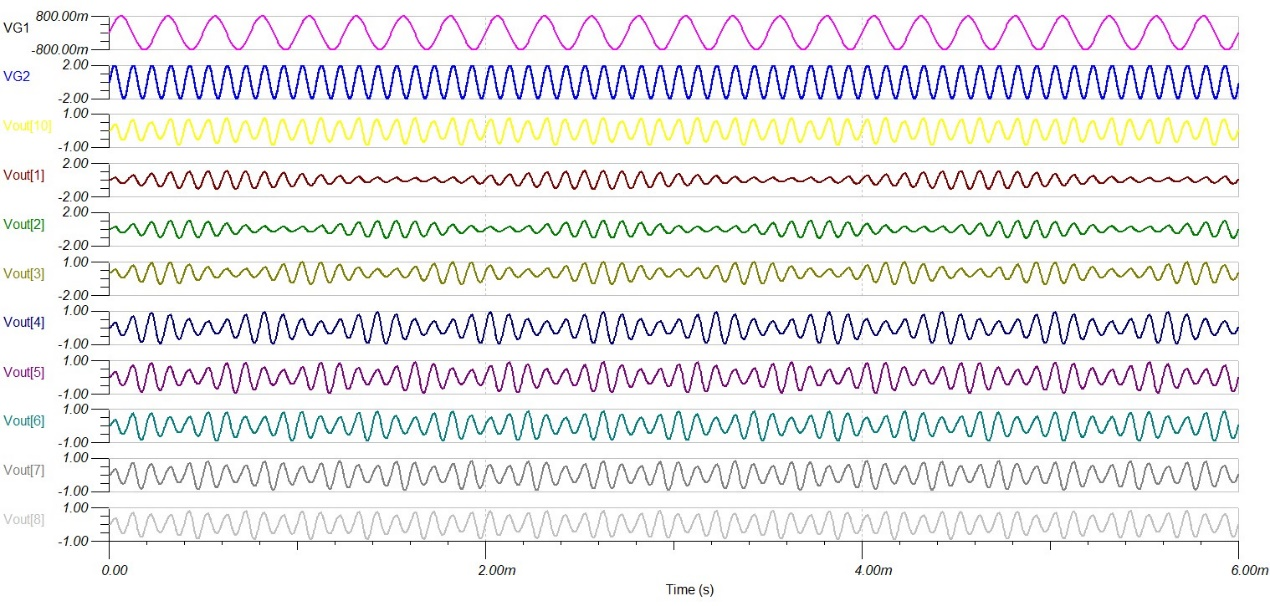 VG1 800.00m
-800.00m
VG2 2.00
-2.00
Vout[10] 1.00
-1.00
Vout[1] 2.00
-2.00
Vout[2] 2.00
-2.00
Vout[3] 1.00
-2.00
Vout[4] 1.00
-1.00
Vout[5] 1.00
-1.00
Vout[6] 1.00
-1.00
Vout[7] 1.00
-1.00
Vout[8] 1.00
-1.00
0.00 2.00m 4.00m 6.00m
Time (s)